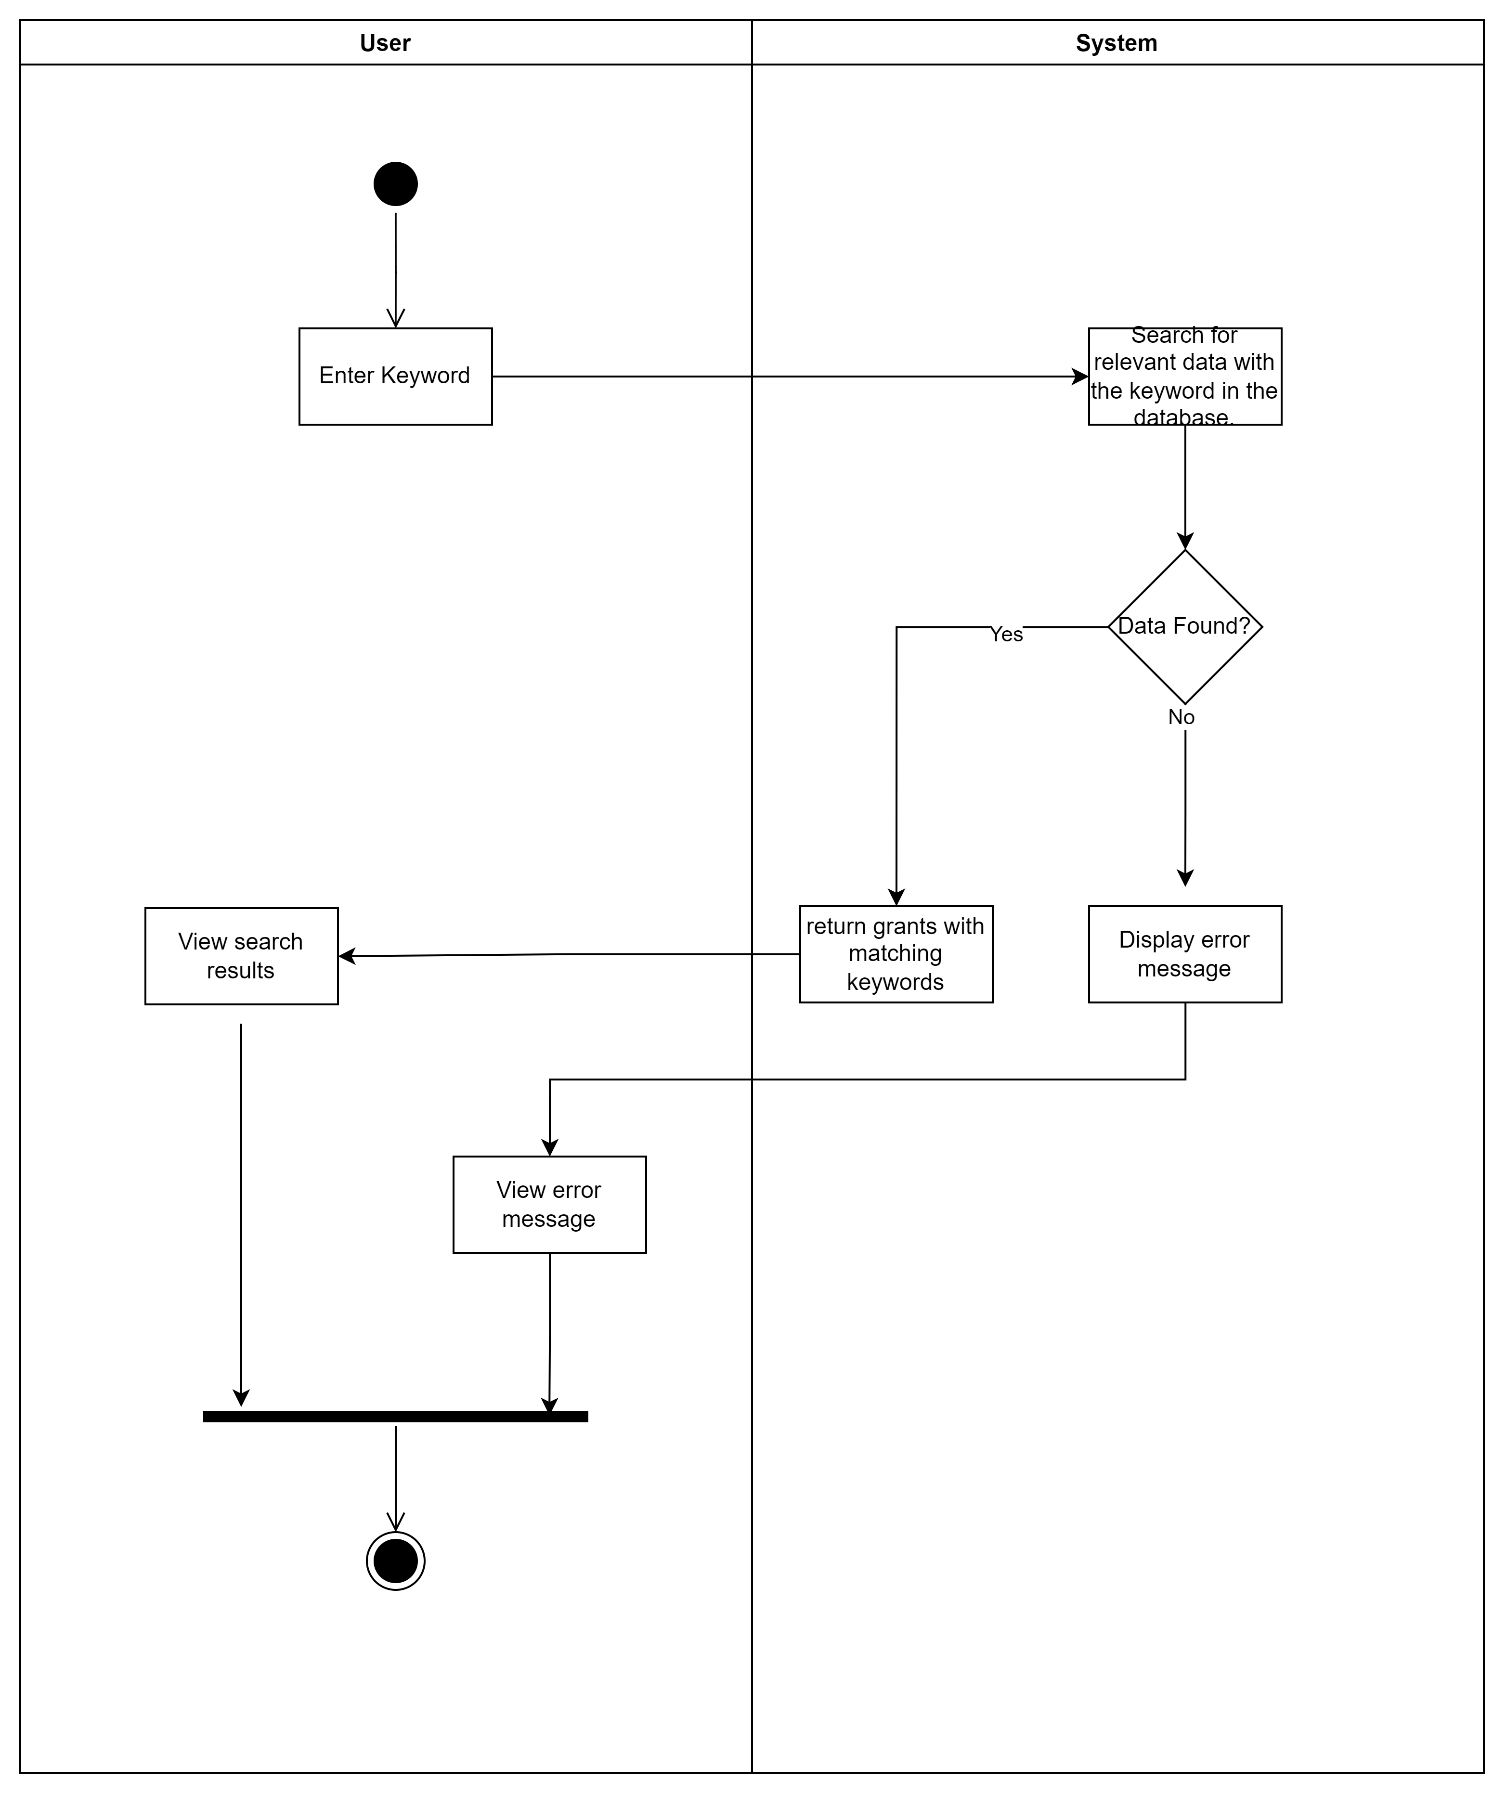 User
System
Enter Keyword
Search for
relevant data with
the keyword in the
database.
Data Found?
Yes
No
View search
results
return grants with
matching
keywords
Display error
message
View error
message